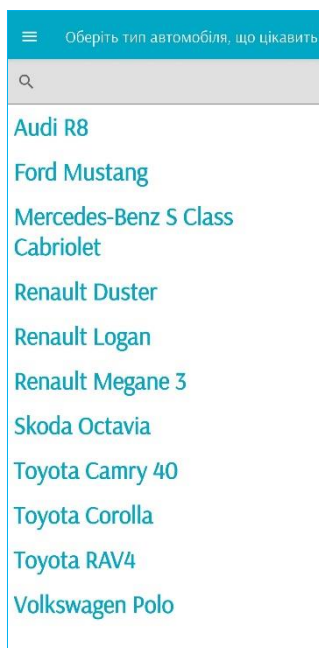 Оберіть тип автомобіля, що цікавить
Audi R8
Ford Mustang
Mercedes-Benz S Class
Cabriolet
Renault Duster
Renault Logan
Renault Megane 3
Skoda Octavia
Toyota Camry 40
Toyota Corolla
Toyota RAV4
Volkswagen Polo